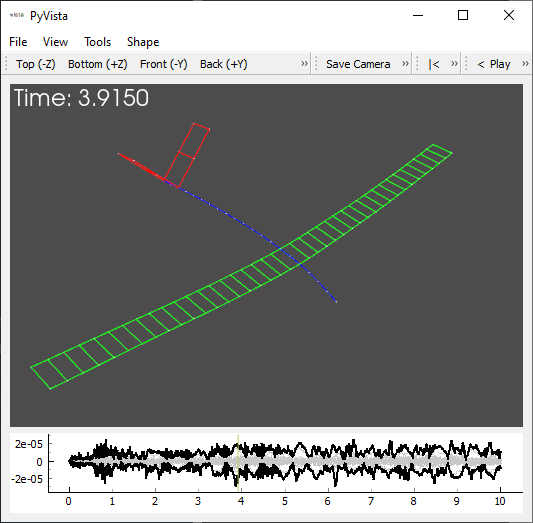 PyVista
File View Tools Shape
Top (-Z) Bottom (+Z) Front (-Y) Back (+Y) » Save Camera » |< » < Play »
Time: 3.9150
2e-05
0
-2e-05
0 1 2 3 4 5 6 7 8 9 10